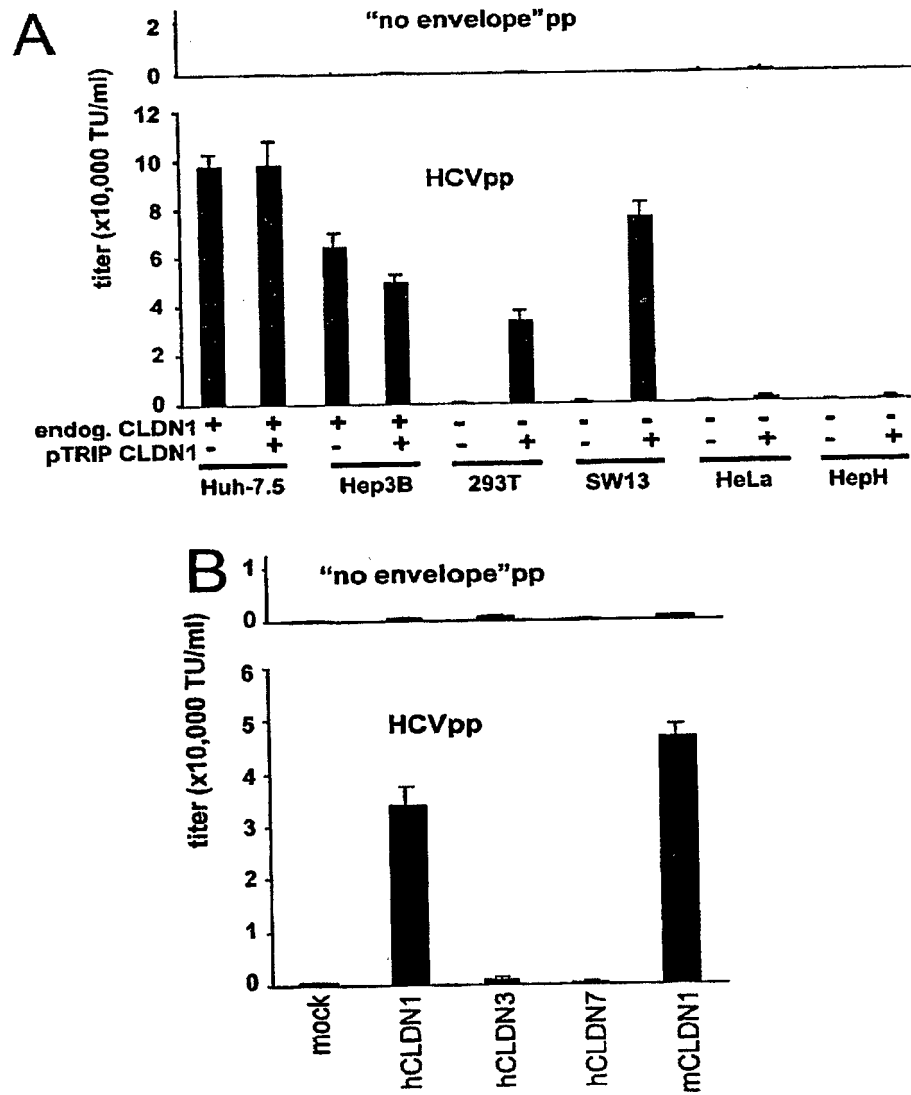 A
"no envelope"pp
2
0
titer (x10,000 TU/ml)
12
10
8
6
4
2
0
HCVpp
endog. CLDN1 + + + + - - - - - - - -
pTRIP CLDN1 - + - + - + - + - + - +
Huh-7.5 Hep3B 293T SW13 HeLa HepH
B
"no envelope"pp
1
0
titer (x10,000 TU/ml)
6
5
4
3
2
1
0
HCVpp
mock hCLDN1 hCLDN3 hCLDN7 mCLDN1